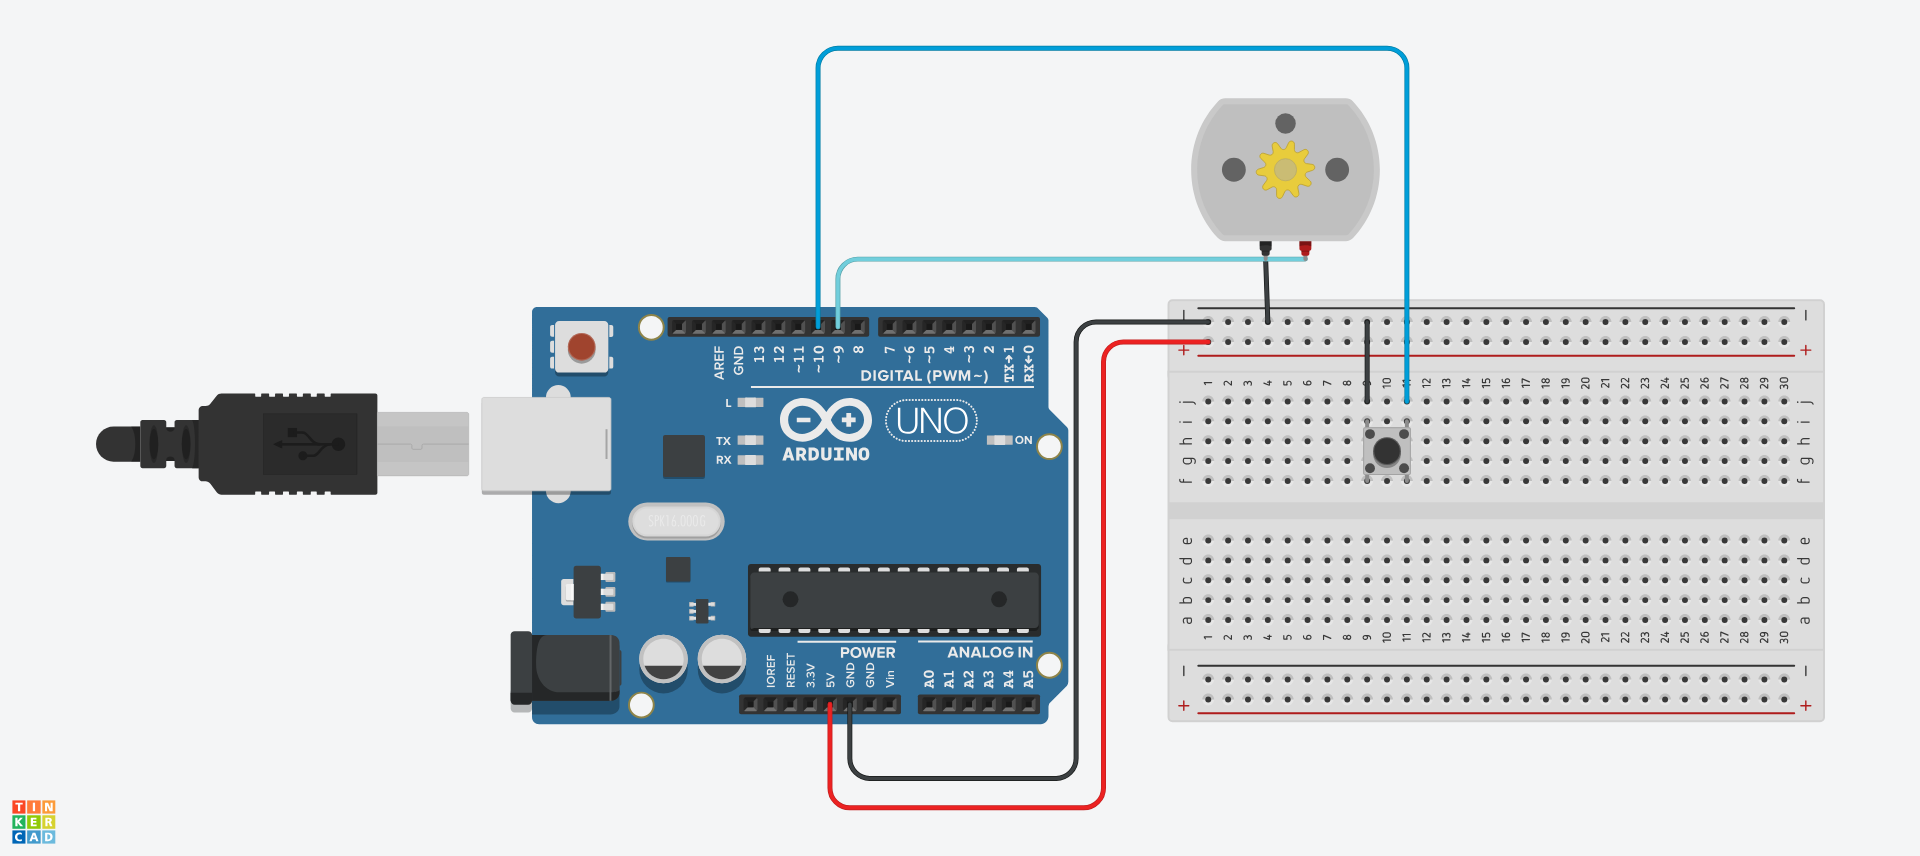 AREF
GND
13
12
~11
~10
~9
8
7
~6
~5
4
~3
2
TX→1
RX←0
DIGITAL (PWM~)
L
TX
RX
ARDUINO
UNO
ON
SPK16.000G
POWER
ANALOG IN
IOREF
RESET
3.3V
5V
GND
GND
Vin
A0
A1
A2
A3
A4
A5
− −
+ +
1 2 3 4 5 6 7 8 9 10 11 12 13 14 15 16 17 18 19 20 21 22 23 24 25 26 27 28 29 30
j j
i i
h h
g g
f f
e e
d d
c c
b b
a a
1 2 3 4 5 6 7 8 9 10 11 12 13 14 15 16 17 18 19 20 21 22 23 24 25 26 27 28 29 30
− −
+ +
TIN
KER
CAD